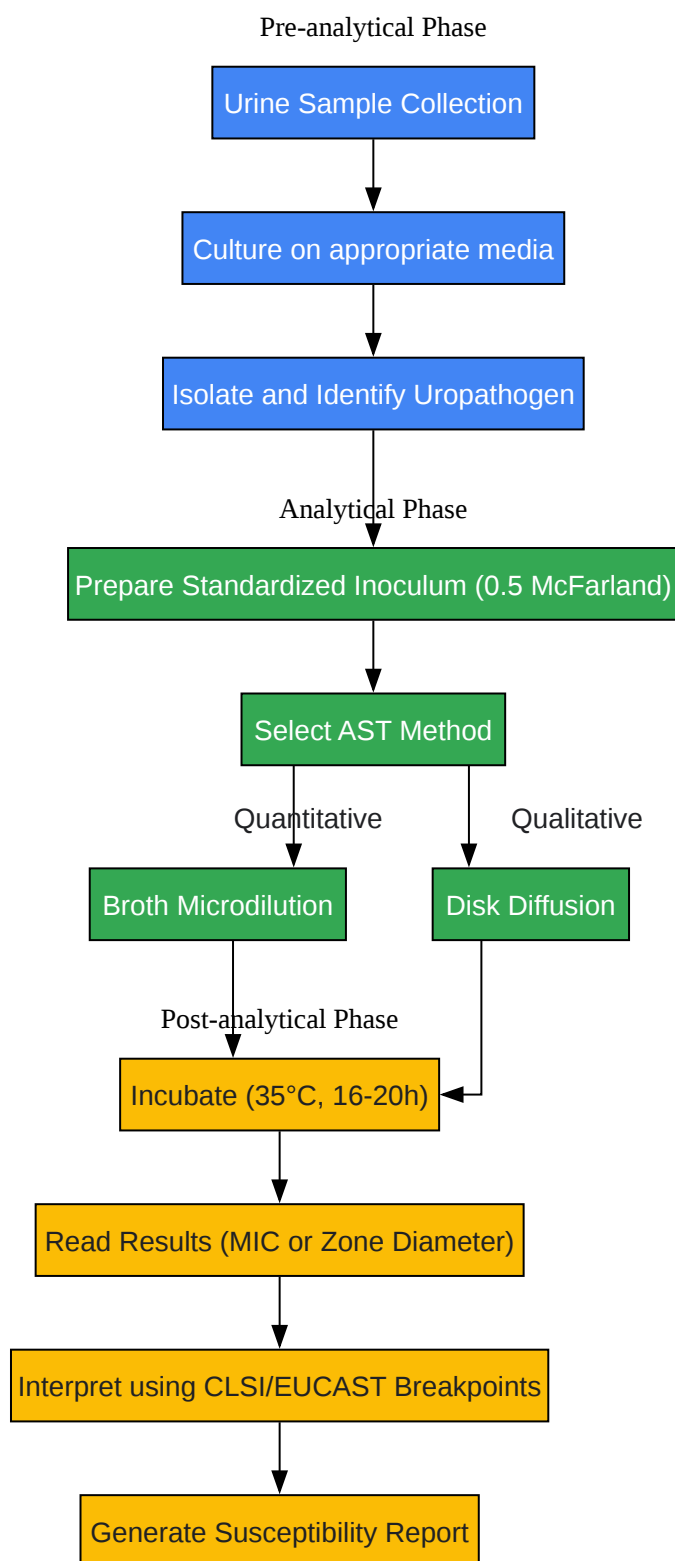 Pre-analytical Phase
Urine Sample Collection
Culture on appropriate media
Isolate and Identify Uropathogen
Analytical Phase
Prepare Standardized Inoculum (0.5 McFarland)
Select AST Method
Quantitative
Qualitative
Broth Microdilution
Disk Diffusion
Post-analytical Phase
Incubate (35°C, 16-20h)
Read Results (MIC or Zone Diameter)
Interpret using CLSI/EUCAST Breakpoints
Generate Susceptibility Report